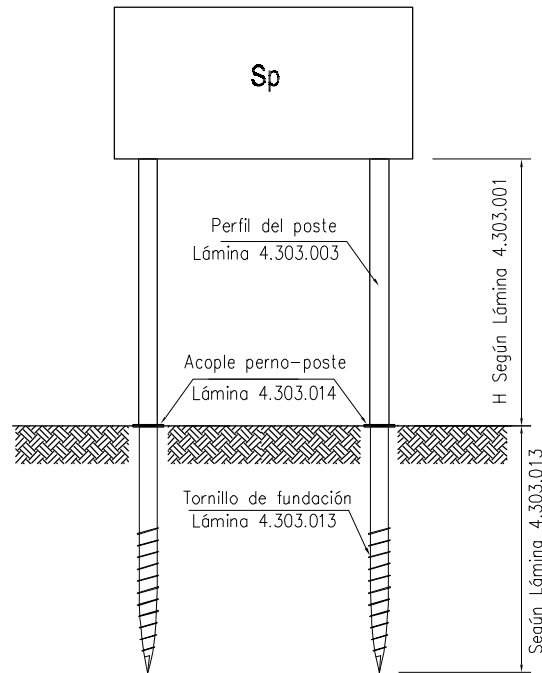 Sp
Perfil del poste
Lámina 4.303.003
H Según Lámina 4.303.001
Acople perno-poste
Lámina 4.303.014
Tornillo de fundación
Lámina 4.303.013
Según Lámina 4.303.013